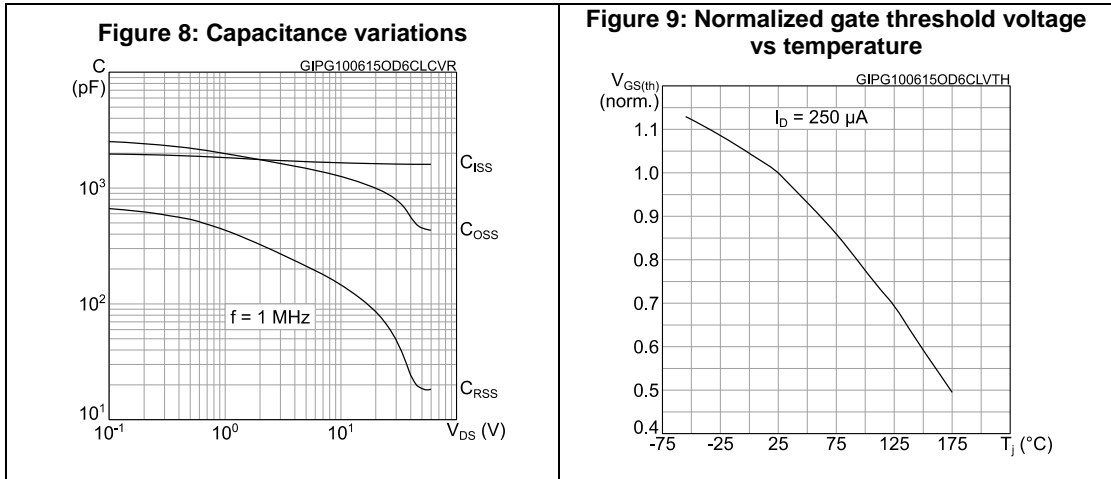 Figure 8: Capacitance variations
GIPG100615OD6CLCVR
C
(pF)
10³
10²
10¹
10⁻¹
10⁰
10¹
V_DS (V)
C_ISS
C_OSS
C_RSS
f = 1 MHz
Figure 9: Normalized gate threshold voltage
vs temperature
GIPG100615OD6CLVTH
V_GS(th)
(norm.)
I_D = 250 µA
1.1
1.0
0.9
0.8
0.7
0.6
0.5
0.4
-75
-25
25
75
125
175
T_j (°C)